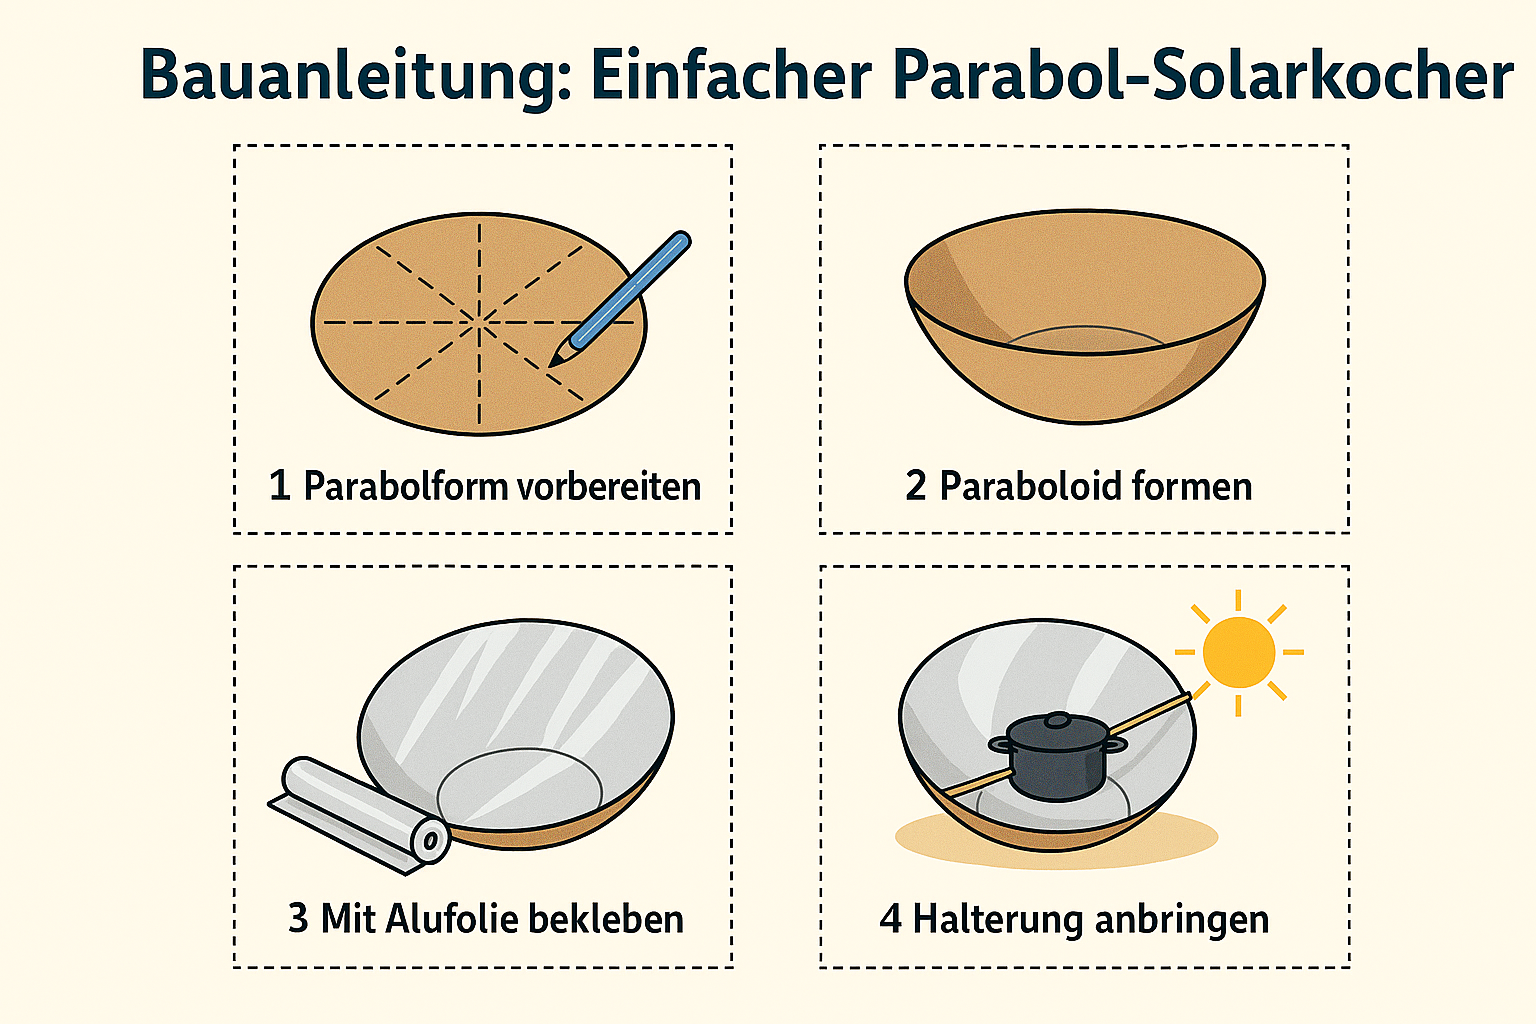 Bauanleitung: Einfacher Parabol-Solarkocher
1 Parabolform vorbereiten
2 Paraboloid formen
3 Mit Alufolie bekleben
4 Halterung anbringen